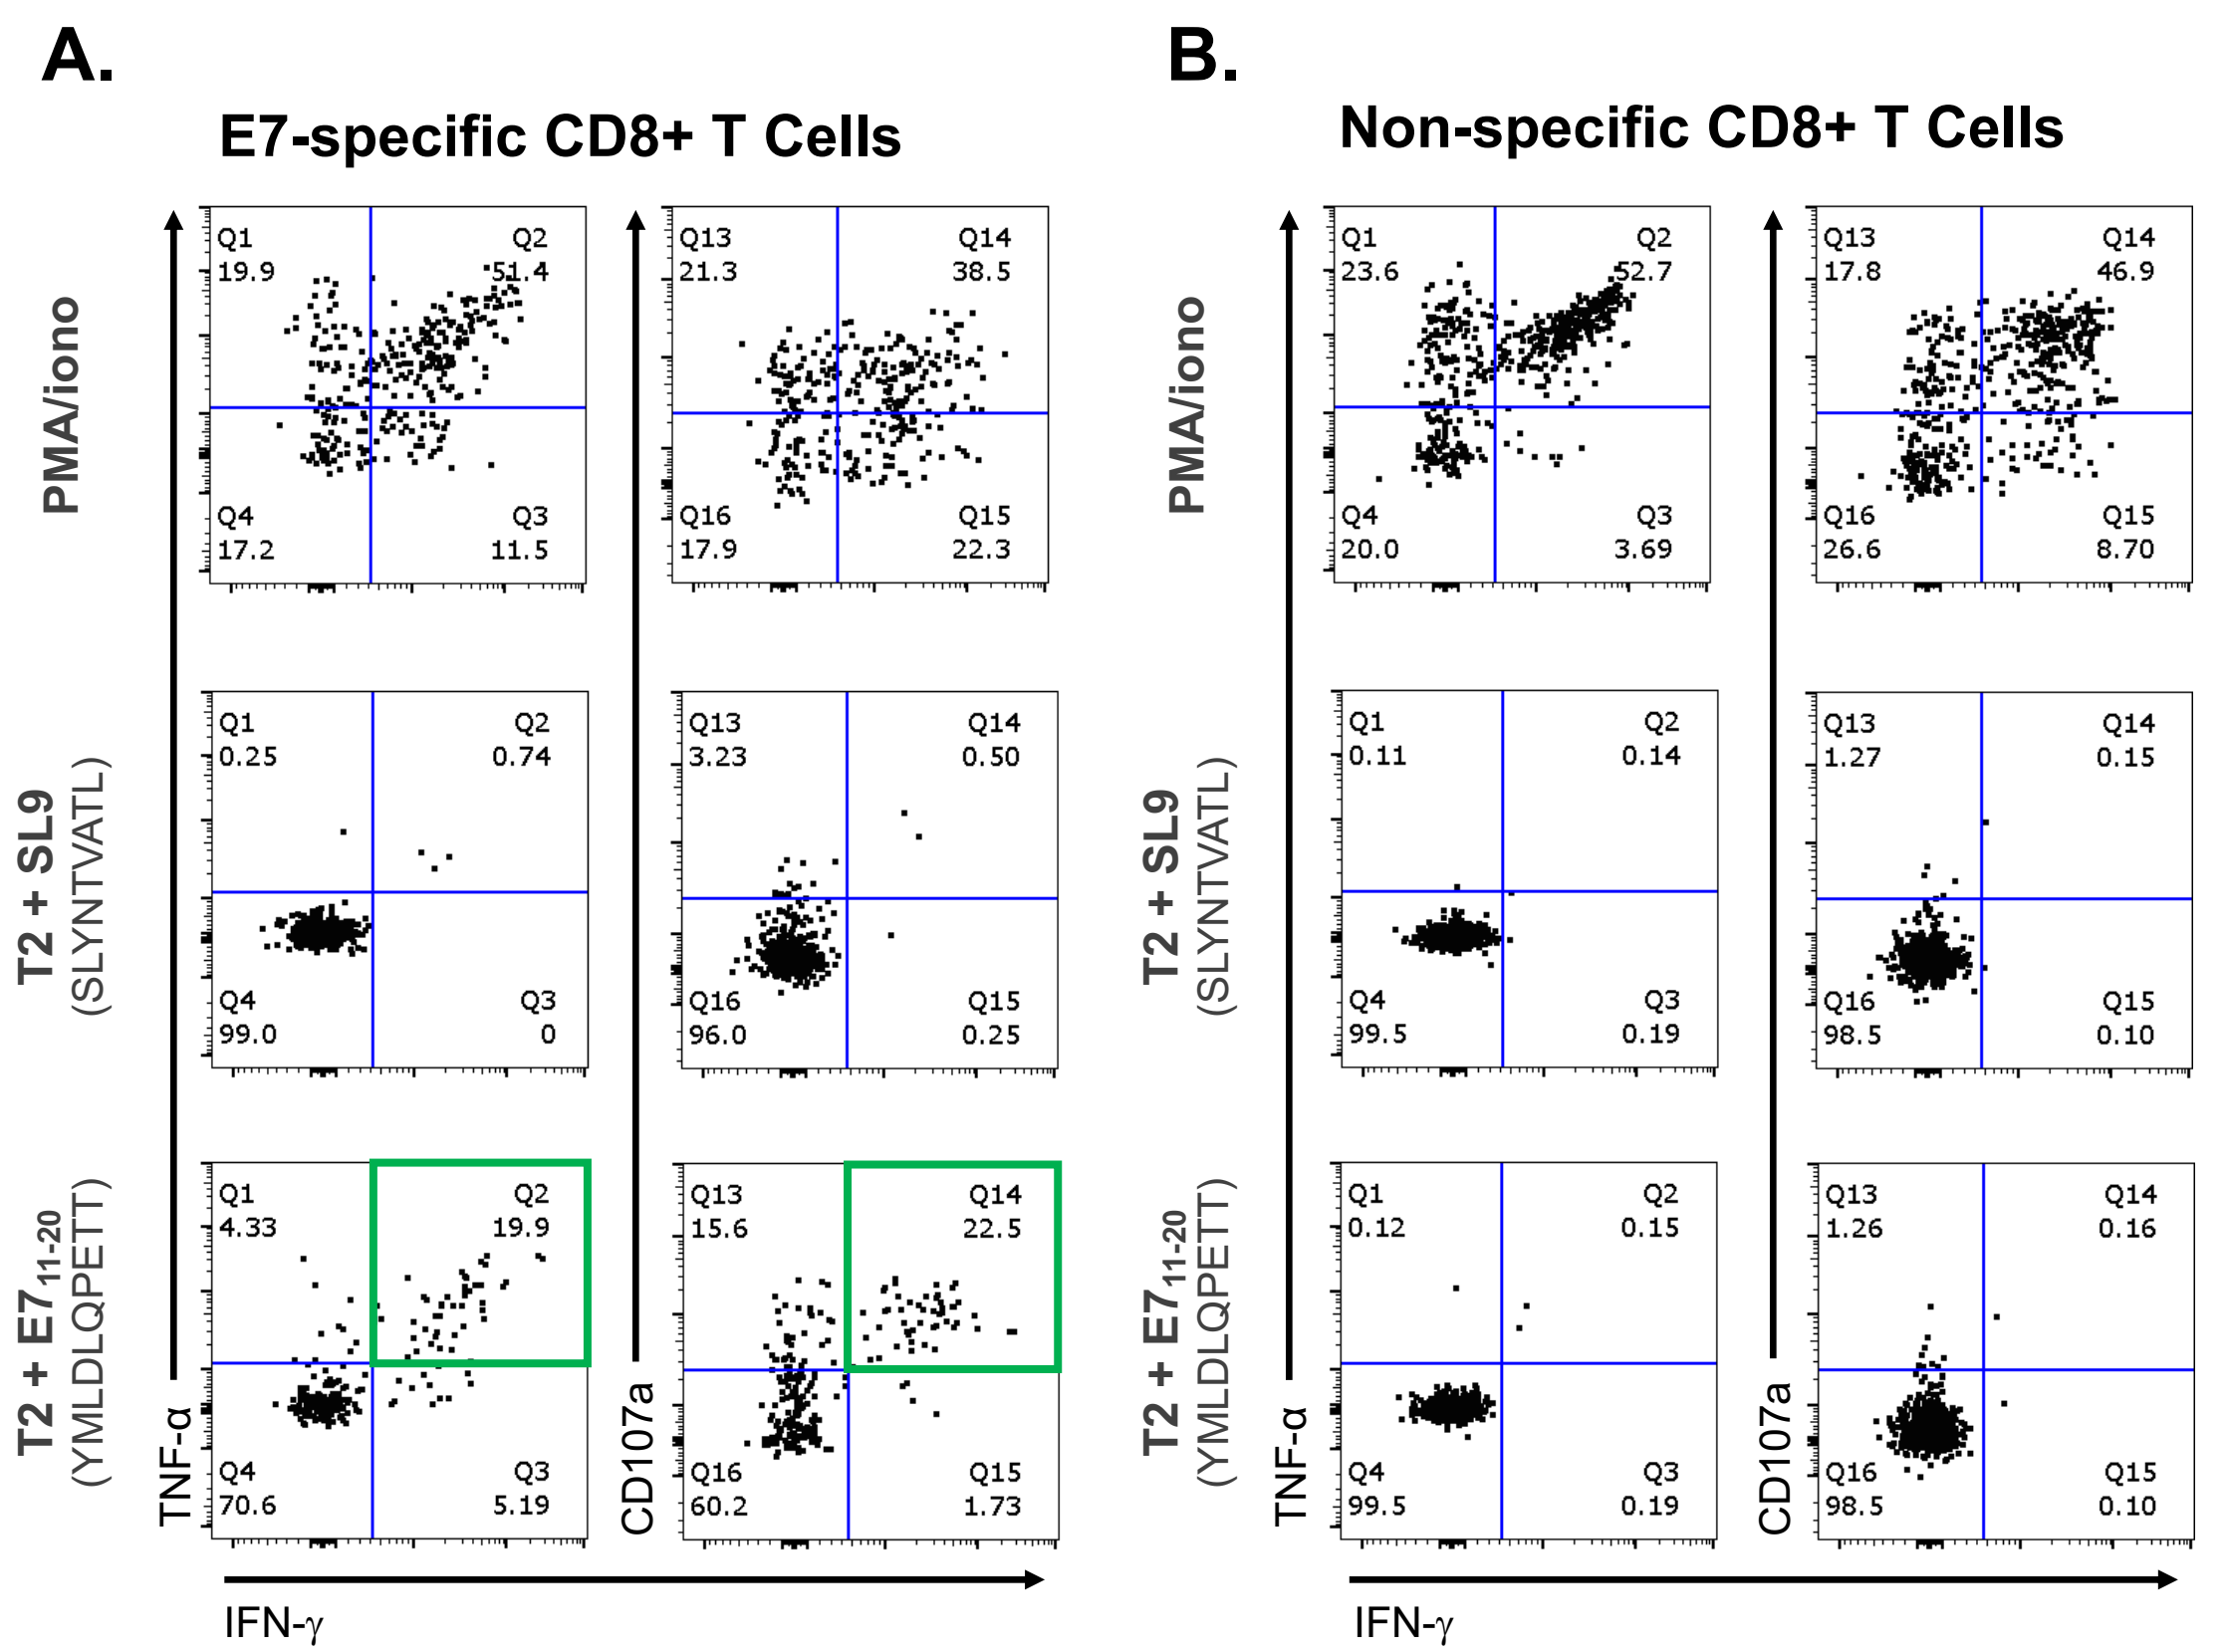 A.
E7-specific CD8+ T Cells
PMA/iono
Q1
19.9
Q2
51.4
Q4
17.2
Q3
11.5
Q13
21.3
Q14
38.5
Q16
17.9
Q15
22.3
T2 + SL9
(SLYNTVATL)
Q1
0.25
Q2
0.74
Q4
99.0
Q3
0
Q13
3.23
Q14
0.50
Q16
96.0
Q15
0.25
T2 + E7 11-20
(YMLDLQPETT)
Q1
4.33
Q2
19.9
Q4
70.6
Q3
5.19
Q13
15.6
Q14
22.5
Q16
60.2
Q15
1.73
TNF-α
CD107a
IFN-γ
B.
Non-specific CD8+ T Cells
PMA/iono
Q1
23.6
Q2
52.7
Q4
20.0
Q3
3.69
Q13
17.8
Q14
46.9
Q16
26.6
Q15
8.70
T2 + SL9
(SLYNTVATL)
Q1
0.11
Q2
0.14
Q4
99.5
Q3
0.19
Q13
1.27
Q14
0.15
Q16
98.5
Q15
0.10
T2 + E7 11-20
(YMLDLQPETT)
Q1
0.12
Q2
0.15
Q4
99.5
Q3
0.19
Q13
1.26
Q14
0.16
Q16
98.5
Q15
0.10
TNF-α
CD107a
IFN-γ